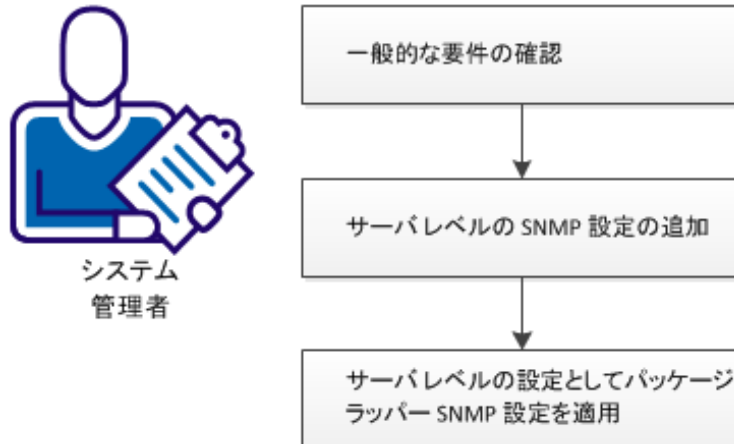 システム
管理者
一般的な要件の確認
サーバ レベルの SNMP 設定の追加
サーバ レベルの設定としてパッケージ
ラッパー SNMP 設定を適用